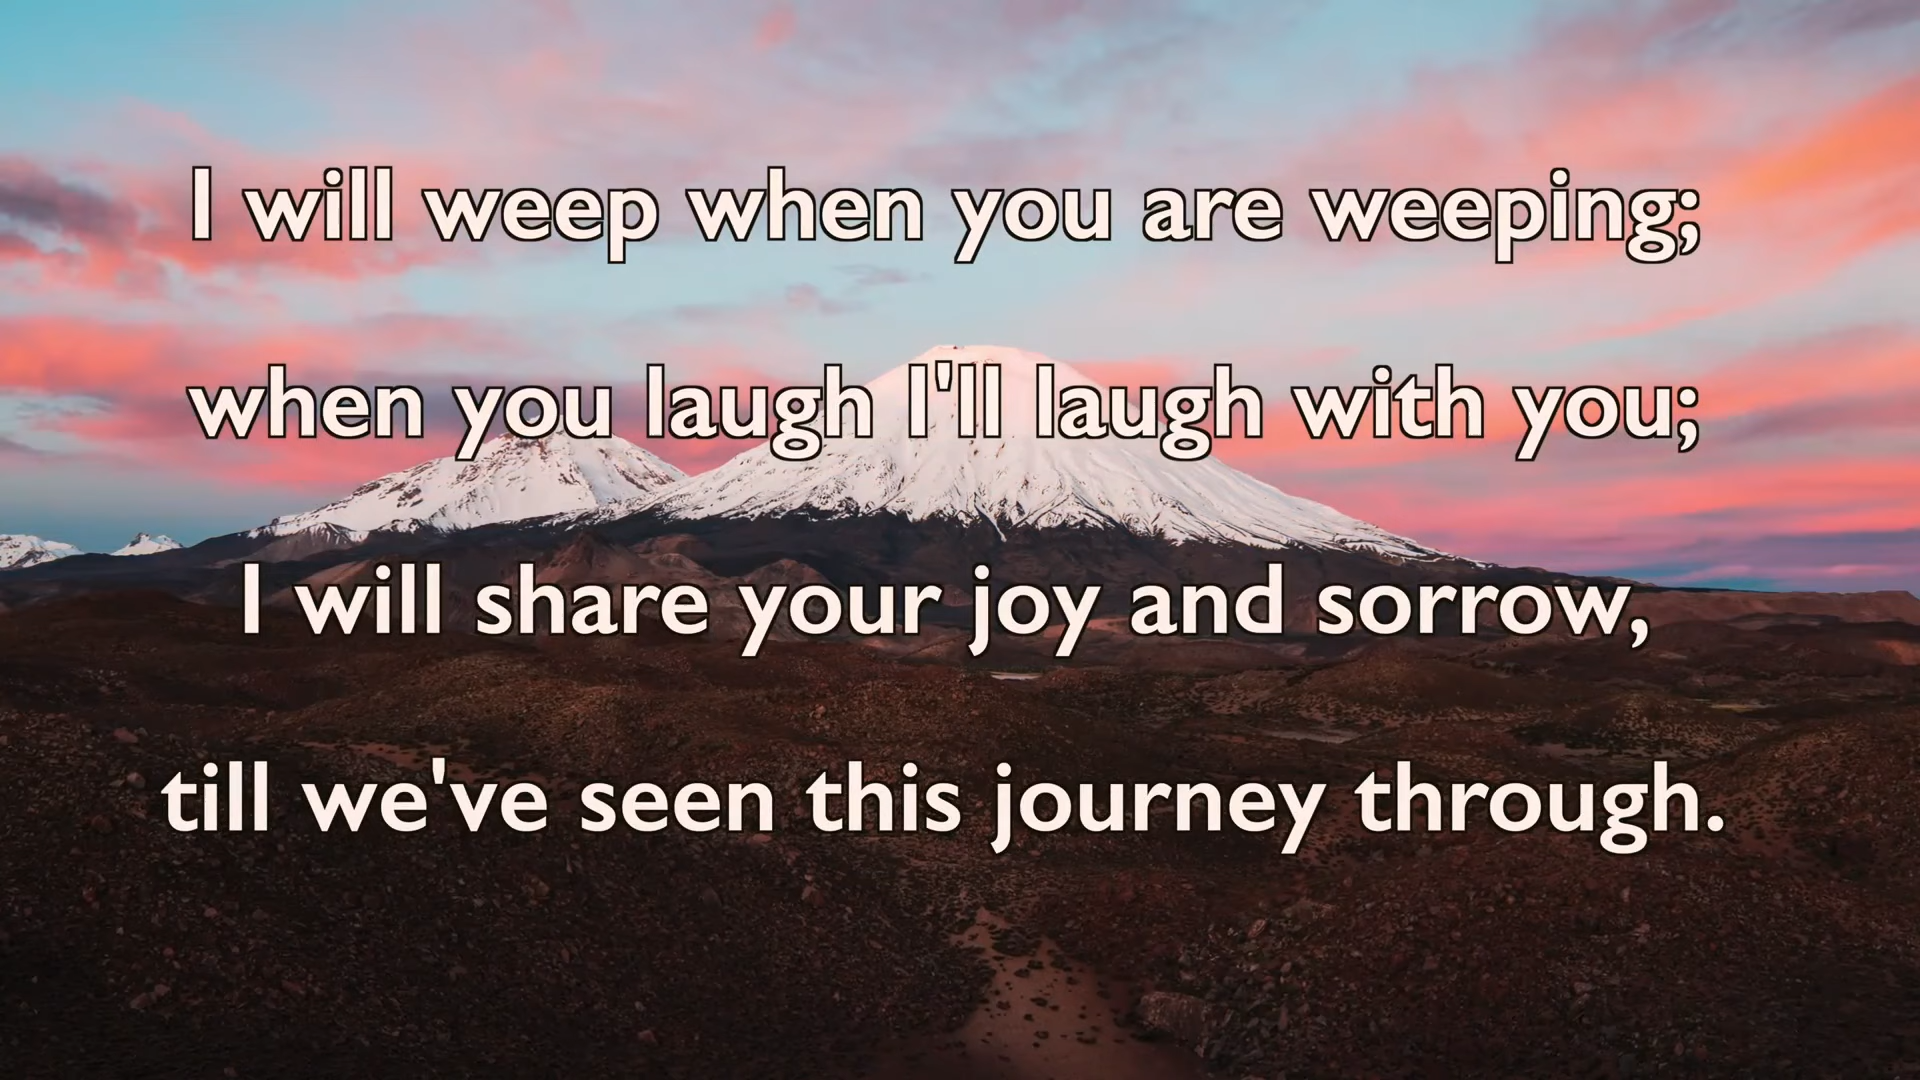 I will weep when you are weeping;
when you laugh I'll laugh with you;
I will share your joy and sorrow,
till we've seen this journey through.